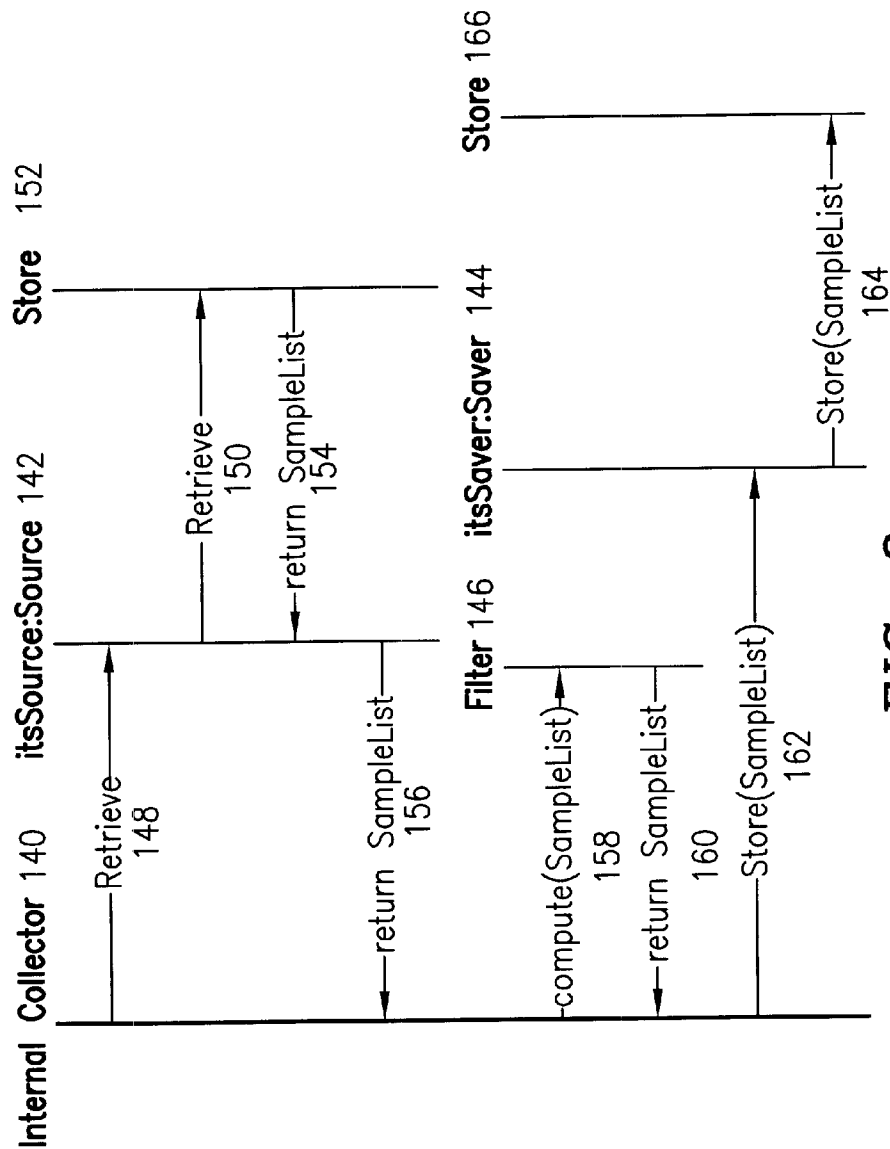 Internal Collector 140
itsSource:Source 142
Store 152
Retrieve
148
Retrieve
150
return SampleList
154
return SampleList
156
Filter 146
itsSaver:Saver 144
Store 166
compute(SampleList)
158
return SampleList
160
Store(SampleList)
162
Store(SampleList
164